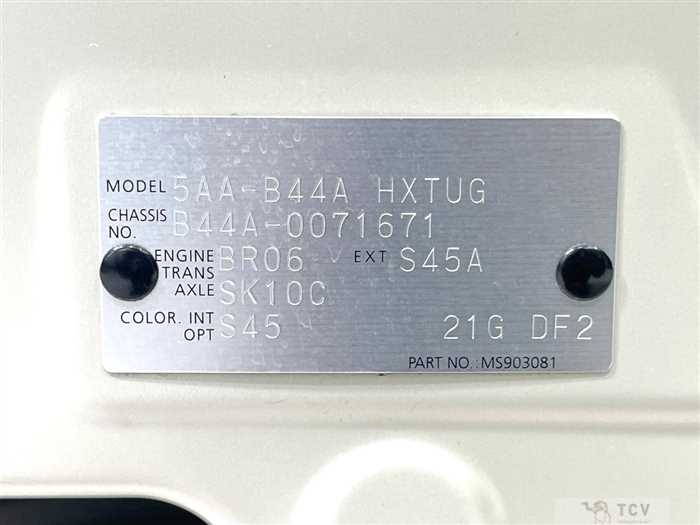 MODEL 5AA-B44A HXTUG
CHASSIS NO. B44A-0071671
ENGINE BR06 EXT S45A
TRANS AXLE SK10C
COLOR. INT OPT S45 21G DF2
PART NO.:MS903081
TCV